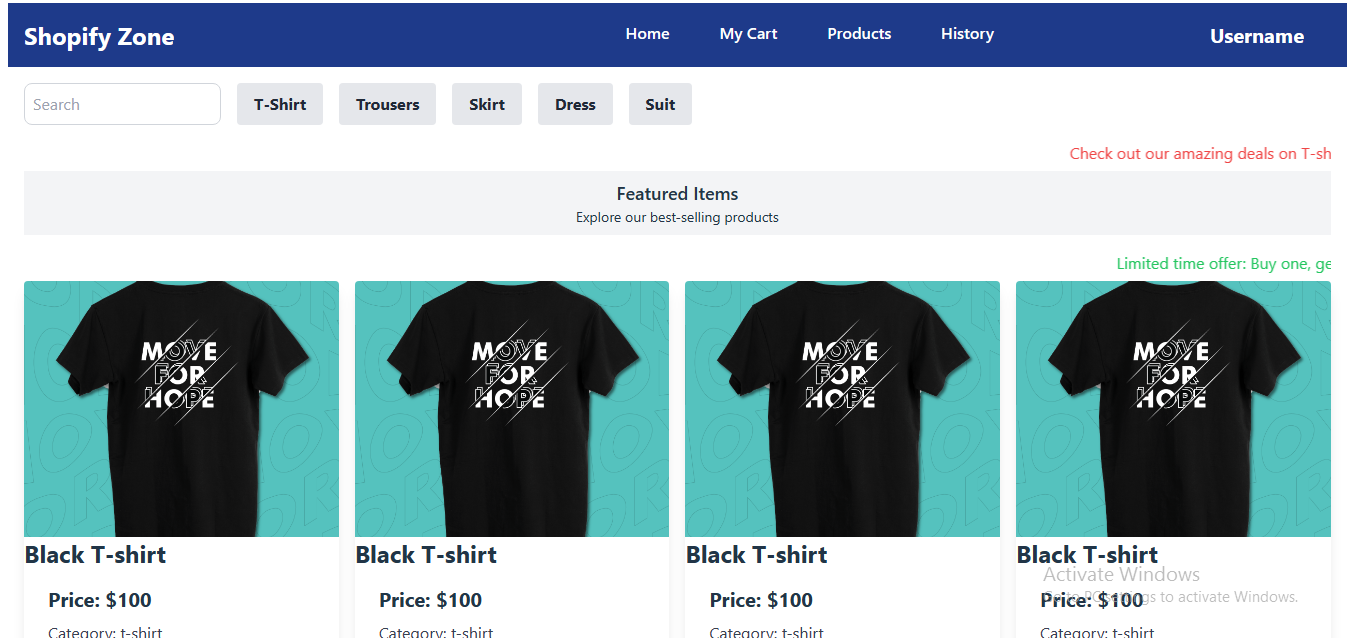 Shopify Zone Home My Cart Products History Username
Search T-Shirt Trousers Skirt Dress Suit
Check out our amazing deals on T-sh
Featured Items
Explore our best-selling products
Limited time offer: Buy one, ge
MOVE
FOR
HOPE
MOVE
FOR
HOPE
MOVE
FOR
HOPE
MOVE
FOR
HOPE
Black T-shirt Black T-shirt Black T-shirt Black T-shirt
Activate Windows
Price: $100 Price: $100 Price: $100 Price: $100
Go to PC settings to activate Windows.
Category: t-shirt Category: t-shirt Category: t-shirt Category: t-shirt